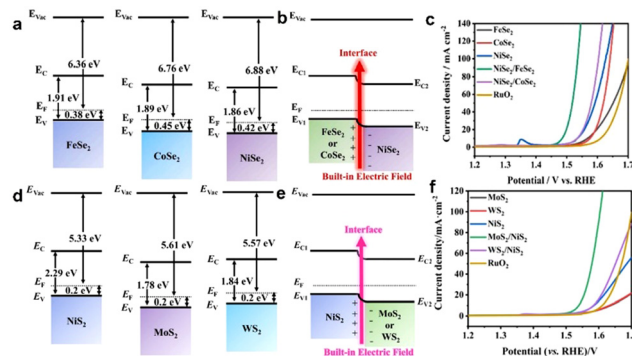 a
E_Vac
E_Vac
E_Vac
6.36 eV
6.76 eV
6.88 eV
E_C
E_C
E_C
1.91 eV
1.89 eV
1.86 eV
E_F
E_F
E_F
0.38 eV
0.45 eV
0.42 eV
E_V
E_V
E_V
FeSe₂
CoSe₂
NiSe₂
b
E_Vac
Interface
E_C1
E_C2
E_F
E_V1
E_V2
FeSe₂
or
CoSe₂
+
+
+
-
-
-
NiSe₂
Built-in Electric Field
c
Current density / mA cm⁻²
140
120
100
80
60
40
20
0
FeSe₂
CoSe₂
NiSe₂
NiSe₂/FeSe₂
NiSe₂/CoSe₂
RuO₂
1.2 1.3 1.4 1.5 1.6 1.7
Potential / V vs. RHE
d
E_Vac
E_Vac
E_Vac
5.33 eV
5.61 eV
5.57 eV
E_C
E_C
E_C
2.29 eV
1.78 eV
1.84 eV
E_F
E_F
E_F
0.2 eV
0.2 eV
0.2 eV
E_V
E_V
E_V
NiS₂
MoS₂
WS₂
e
E_Vac
Interface
E_C1
E_C2
E_F
E_V1
E_V2
NiS₂
+
+
+
-
-
-
MoS₂
or
WS₂
Built-in Electric Field
f
Current density/mA·cm⁻²
120
100
80
60
40
20
0
MoS₂
WS₂
NiS₂
MoS₂/NiS₂
WS₂/NiS₂
RuO₂
1.2 1.3 1.4 1.5 1.6 1.7
Potential (vs. RHE)/V